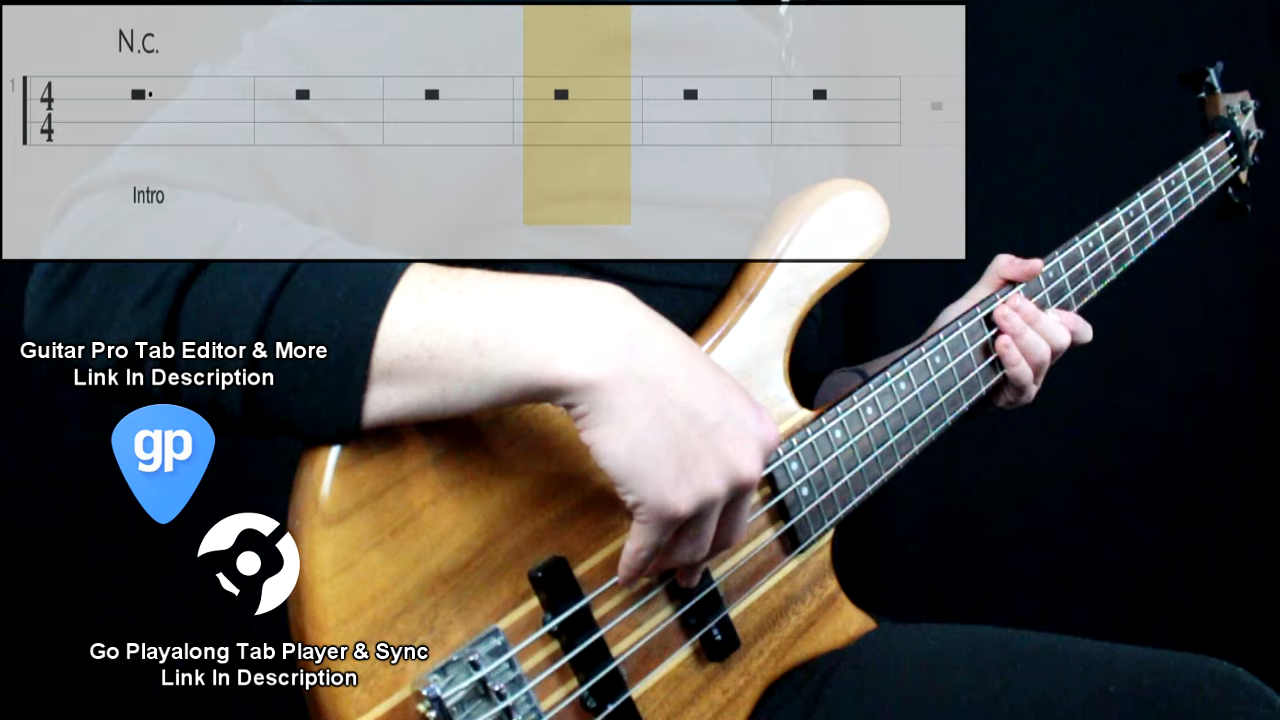 N.C.
1
4
4
Intro
Guitar Pro Tab Editor & More
Link In Description
gp
Go Playalong Tab Player & Sync
Link In Description